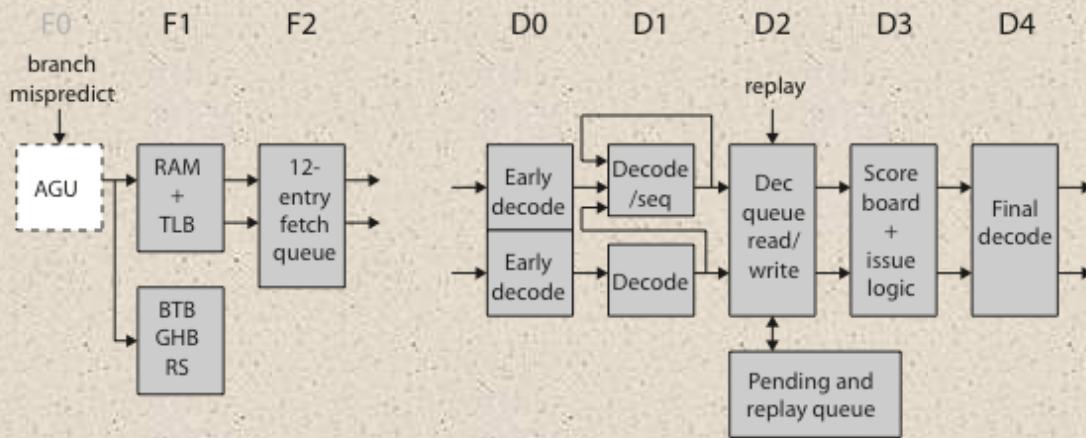 F0 F1 F2 D0 D1 D2 D3 D4
branch
mispredict
replay
AGU
RAM
+
TLB
12-
entry
fetch
queue
BTB
GHB
RS
Early
decode
Early
decode
Decode
/seq
Decode
Dec
queue
read/
write
Score
board
+
issue
logic
Final
decode
Pending and
replay queue